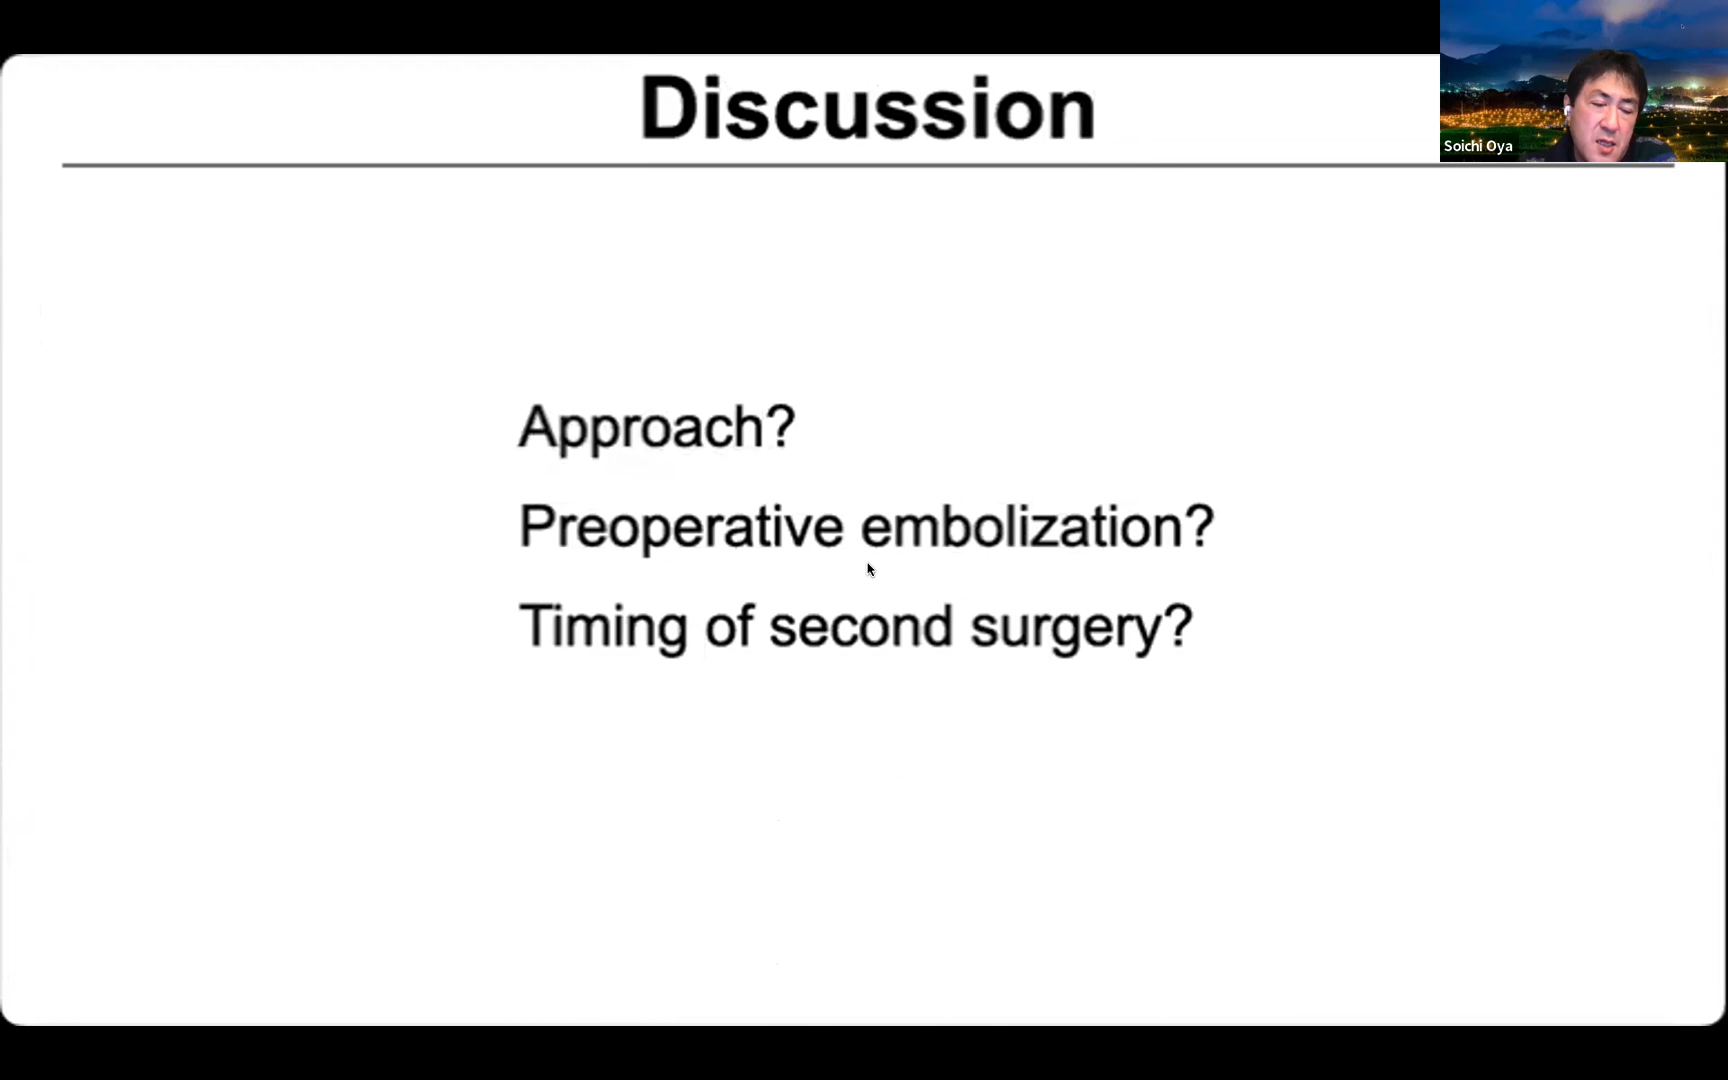 Discussion
Soichi Oya
Approach?
Preoperative embolization?
Timing of second surgery?